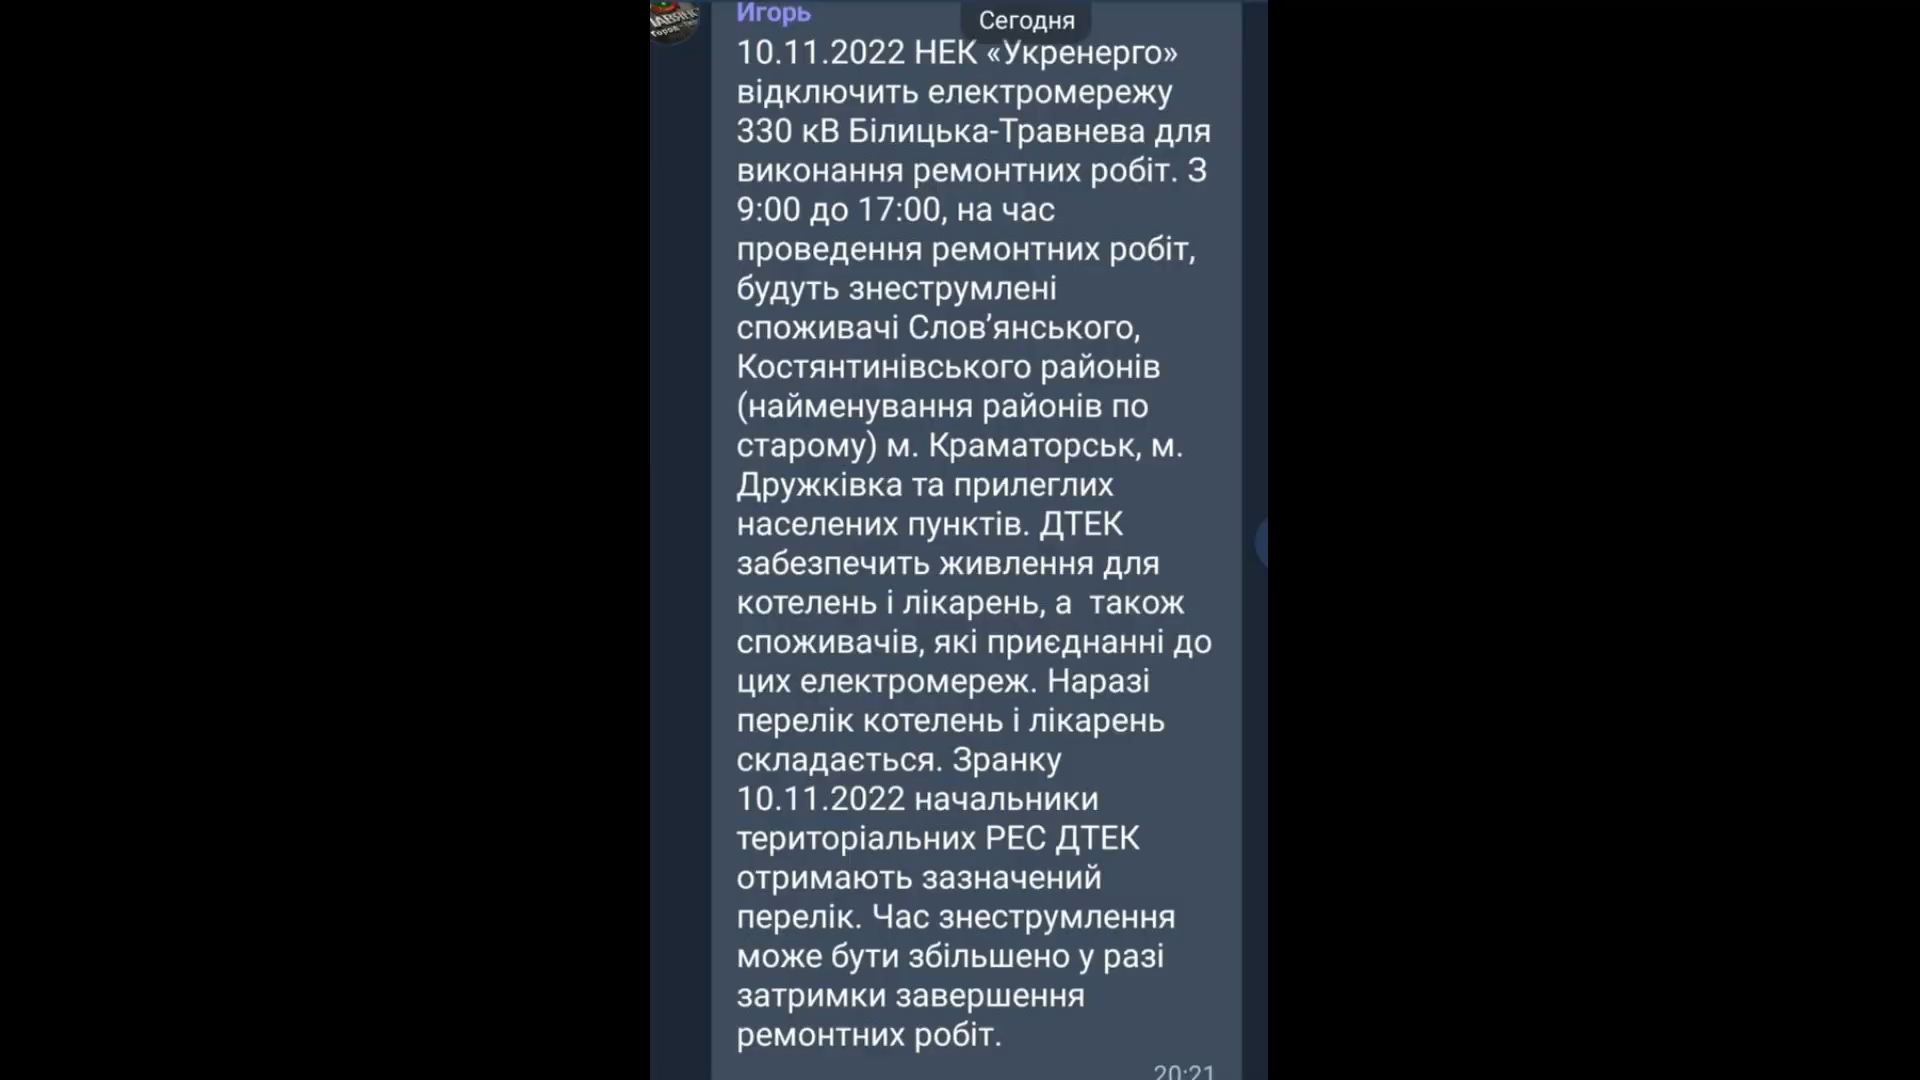 Игорь
Сегодня
10.11.2022 НЕК «Укренерго»
відключить електромережу
330 кВ Білицька-Травнева для
виконання ремонтних робіт. З
9:00 до 17:00, на час
проведення ремонтних робіт,
будуть знеструмлені
споживачі Слов’янського,
Костянтинівського районів
(найменування районів по
старому) м. Краматорськ, м.
Дружківка та прилеглих
населених пунктів. ДТЕК
забезпечить живлення для
котелень і лікарень, а  також
споживачів, які приєднанні до
цих електромереж. Наразі
перелік котелень і лікарень
складається. Зранку
10.11.2022 начальники
територіальних РЕС ДТЕК
отримають зазначений
перелік. Час знеструмлення
може бути збільшено у разі
затримки завершення
ремонтних робіт.
20:21